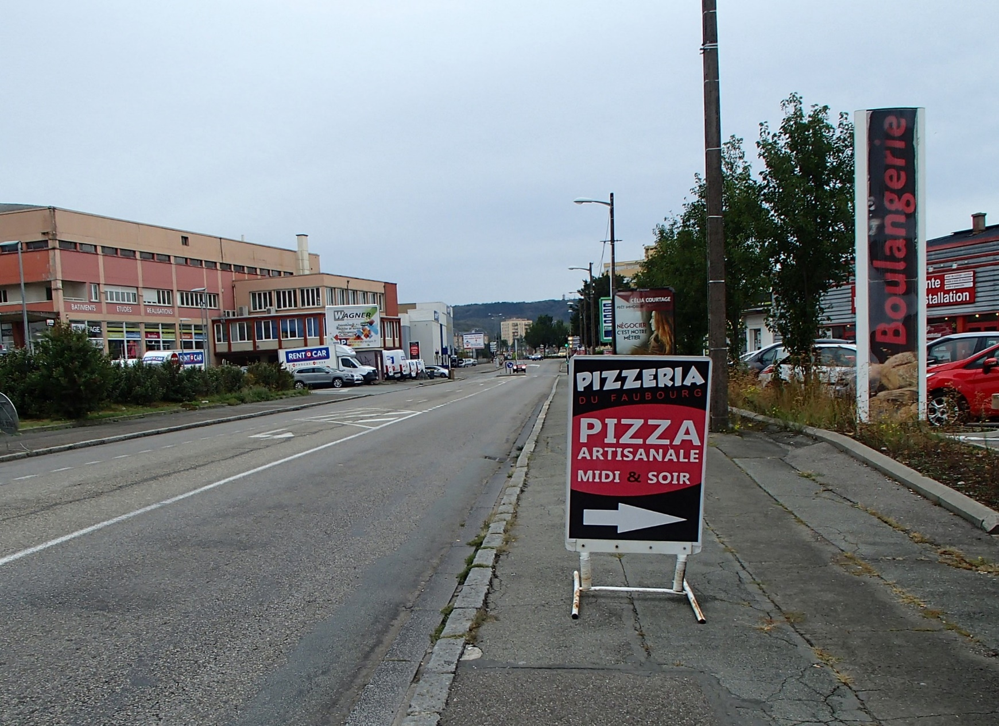 BATIMENTS ETUDES REALISATIONS
RENT A CAR
RENT A CAR
WAGNER
CÉLIA COURTAGE
NÉGOCIER
C'EST NOTRE
MÉTIER
PIZZERIA
DU FAUBOURG
PIZZA
ARTISANALE
MIDI & SOIR
Boulangerie